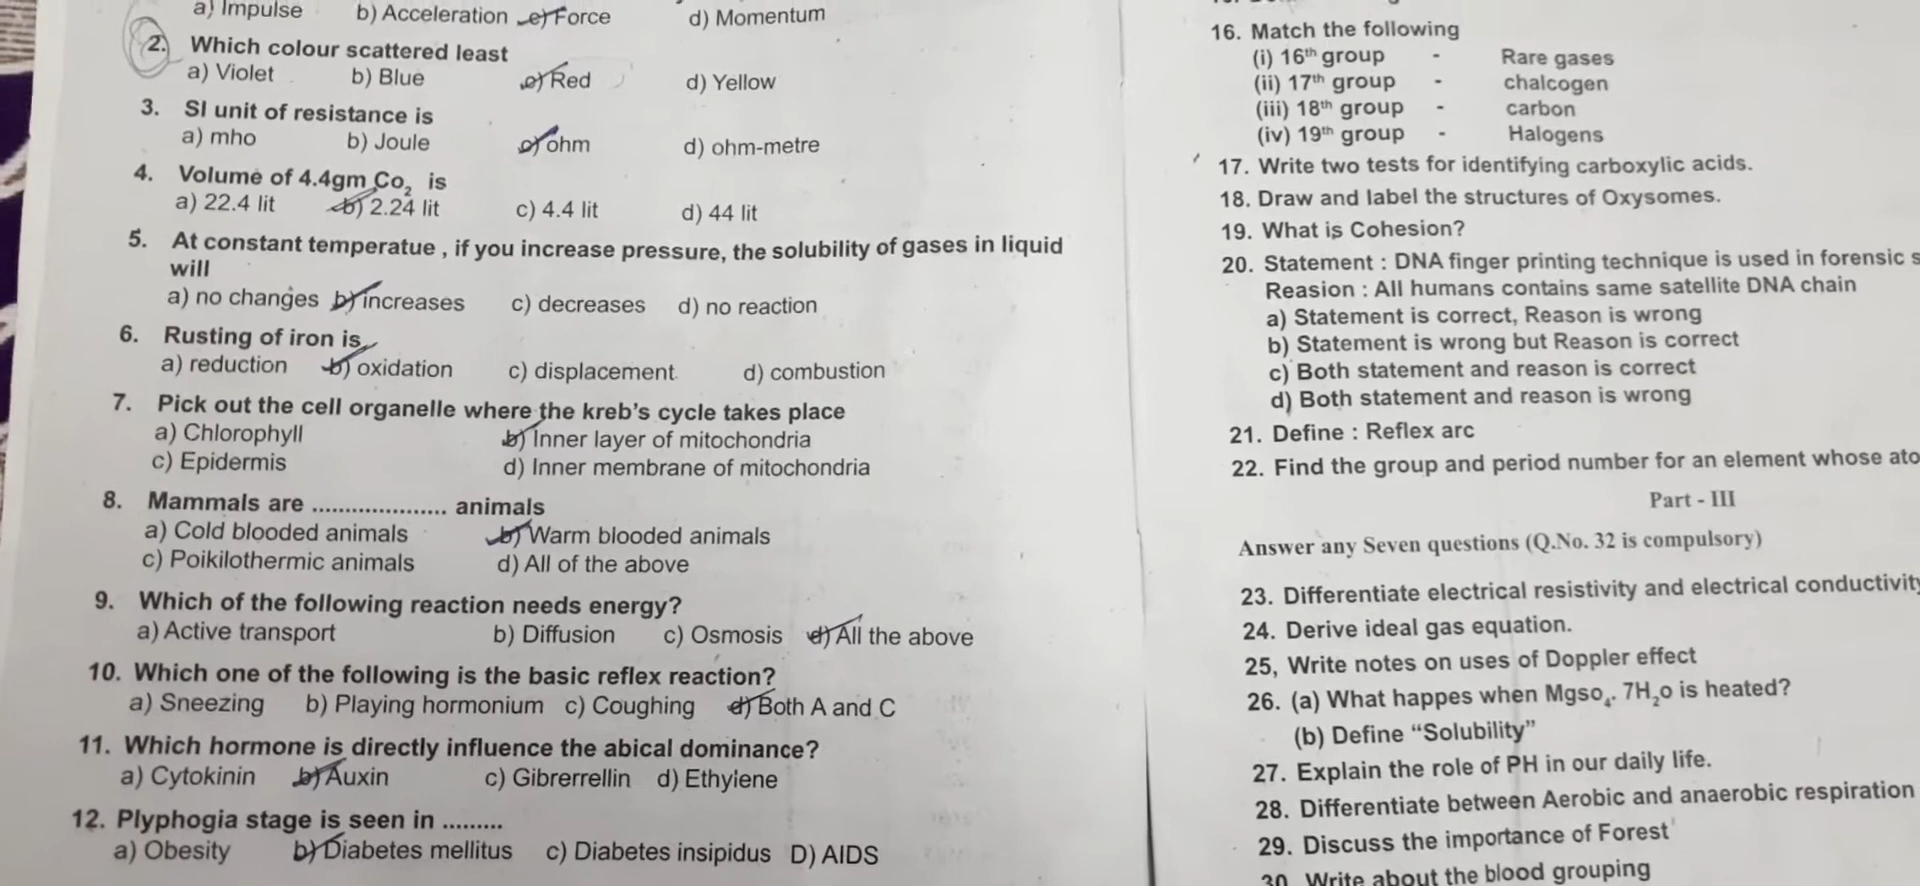 a) Impulse b) Acceleration c) Force d) Momentum
2. Which colour scattered least
a) Violet b) Blue c) Red d) Yellow
3. SI unit of resistance is
a) mho b) Joule c) ohm d) ohm-metre
4. Volume of 4.4gm Co₂ is
a) 22.4 lit b) 2.24 lit c) 4.4 lit d) 44 lit
5. At constant temperatue , if you increase pressure, the solubility of gases in liquid
will
a) no changes b) increases c) decreases d) no reaction
6. Rusting of iron is
a) reduction b) oxidation c) displacement d) combustion
7. Pick out the cell organelle where the kreb's cycle takes place
a) Chlorophyll b) Inner layer of mitochondria
c) Epidermis d) Inner membrane of mitochondria
8. Mammals are .................... animals
a) Cold blooded animals b) Warm blooded animals
c) Poikilothermic animals d) All of the above
9. Which of the following reaction needs energy?
a) Active transport b) Diffusion c) Osmosis d) All the above
10. Which one of the following is the basic reflex reaction?
a) Sneezing b) Playing hormonium c) Coughing d) Both A and C
11. Which hormone is directly influence the abical dominance?
a) Cytokinin b) Auxin c) Gibrerrellin d) Ethylene
12. Plyphogia stage is seen in .........
a) Obesity b) Diabetes mellitus c) Diabetes insipidus D) AIDS
16. Match the following
(i) 16th group - Rare gases
(ii) 17th group - chalcogen
(iii) 18th group - carbon
(iv) 19th group - Halogens
17. Write two tests for identifying carboxylic acids.
18. Draw and label the structures of Oxysomes.
19. What is Cohesion?
20. Statement : DNA finger printing technique is used in forensic s
Reasion : All humans contains same satellite DNA chain
a) Statement is correct, Reason is wrong
b) Statement is wrong but Reason is correct
c) Both statement and reason is correct
d) Both statement and reason is wrong
21. Define : Reflex arc
22. Find the group and period number for an element whose ato
Part - III
Answer any Seven questions (Q.No. 32 is compulsory)
23. Differentiate electrical resistivity and electrical conductivity
24. Derive ideal gas equation.
25, Write notes on uses of Doppler effect
26. (a) What happes when Mgso₄. 7H₂o is heated?
(b) Define “Solubility”
27. Explain the role of PH in our daily life.
28. Differentiate between Aerobic and anaerobic respiration
29. Discuss the importance of Forest
30. Write about the blood grouping